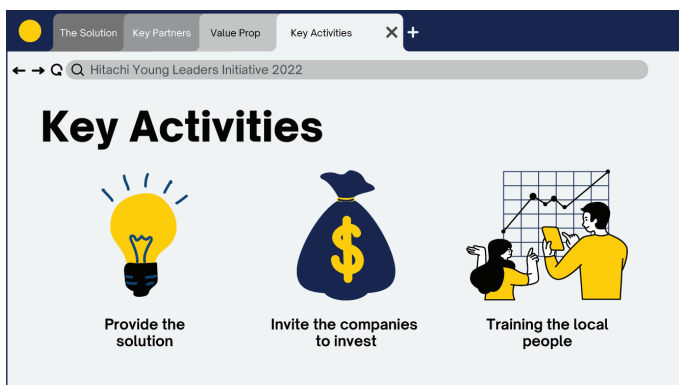 The Solution
Key Partners
Value Prop
Key Activities
Hitachi Young Leaders Initiative 2022
Key Activities
$
Provide the
solution
Invite the companies
to invest
Training the local
people